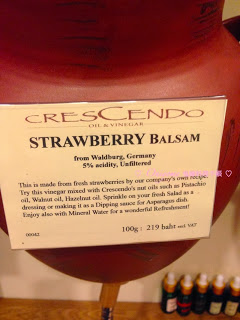 CRESCENDO
OIL & VINEGAR
STRAWBERRY BALSAM
from Waldburg, Germany
5% acidity, Unfiltered
This is made from fresh strawberries by our company's own recipe.
Try this vinegar mixed with Crescendo's nut oils such as Pistachio
oil, Walnut oil, Hazelnut oil. Sprinkle on your fresh Salad as a
dressing or making it as a Dipping sauce for Asparagus dish.
Enjoy also with Mineral Water for a wonderful Refreshment!
00042
100g : 219 baht incl. VAT